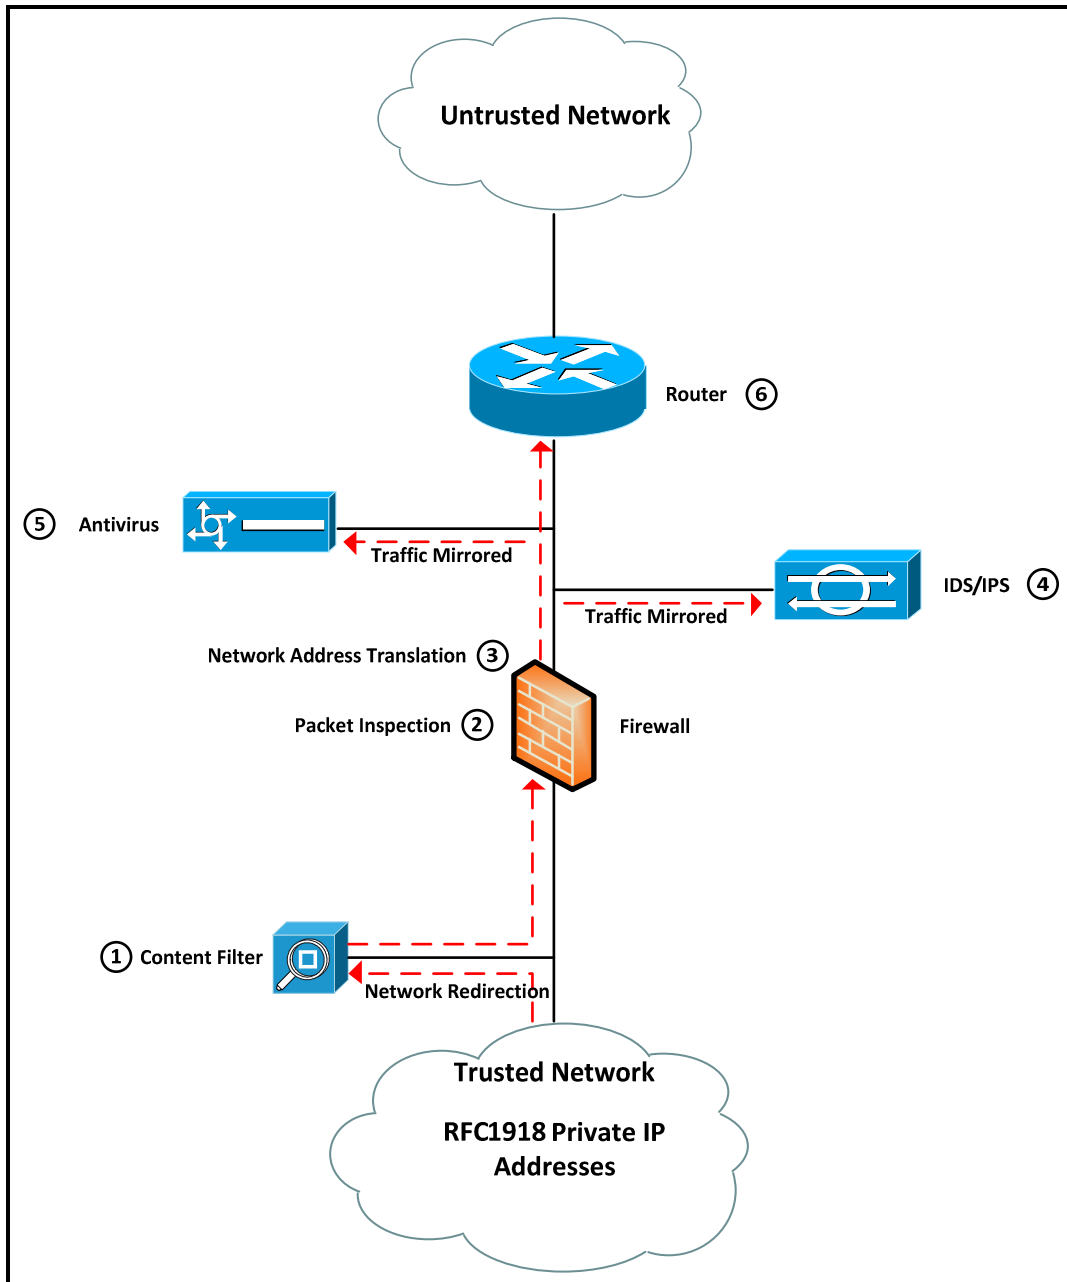 Untrusted Network
Router 6
5 Antivirus
Traffic Mirrored
IDS/IPS 4
Traffic Mirrored
Network Address Translation 3
Packet Inspection 2
Firewall
1 Content Filter
Network Redirection
Trusted Network
RFC1918 Private IP
Addresses